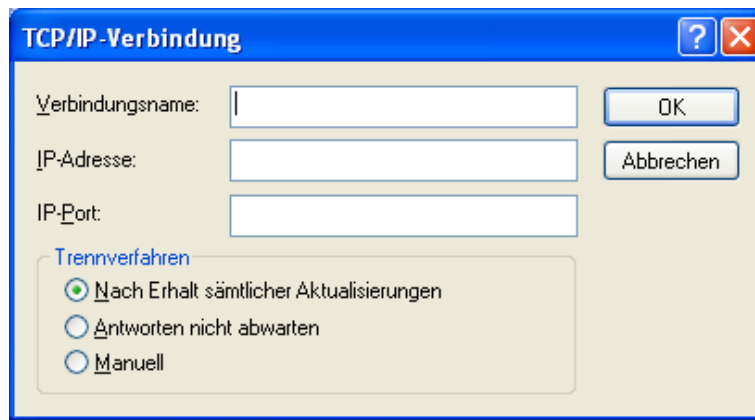 TCP/IP-Verbindung
Verbindungsname:
OK
IP-Adresse:
Abbrechen
IP-Port:
Trennverfahren
Nach Erhalt sämtlicher Aktualisierungen
Antworten nicht abwarten
Manuell